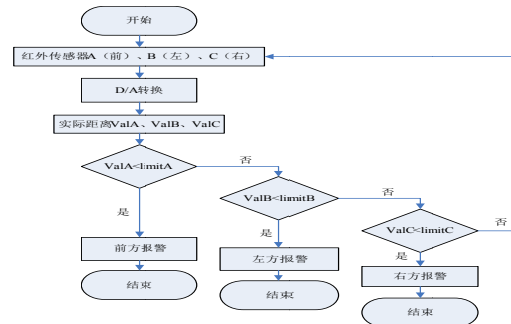 开始
红外传感器A（前）、B（左）、C（右）
D/A转换
实际距离ValA、ValB、ValC
ValA<limitA
否
ValB<limitB
否
ValC<limitC
否
是
是
是
前方报警
左方报警
右方报警
结束
结束
结束